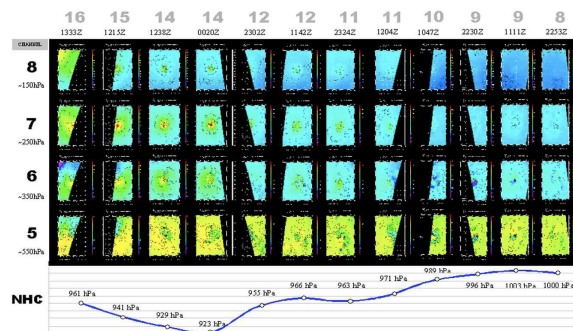 16 15 14 14 12 12 11 11 10 9 9 8
1333Z 1215Z 1238Z 0020Z 2302Z 1142Z 2324Z 1204Z 1047Z 2230Z 1111Z 2253Z
CHANNEL
8
~150hPa
7
~250hPa
6
~350hPa
5
~550hPa
NHC
961 hPa 941 hPa 929 hPa 923 hPa 955 hPa 966 hPa 963 hPa 971 hPa 989 hPa 996 hPa 1003 hPa 1000 hPa